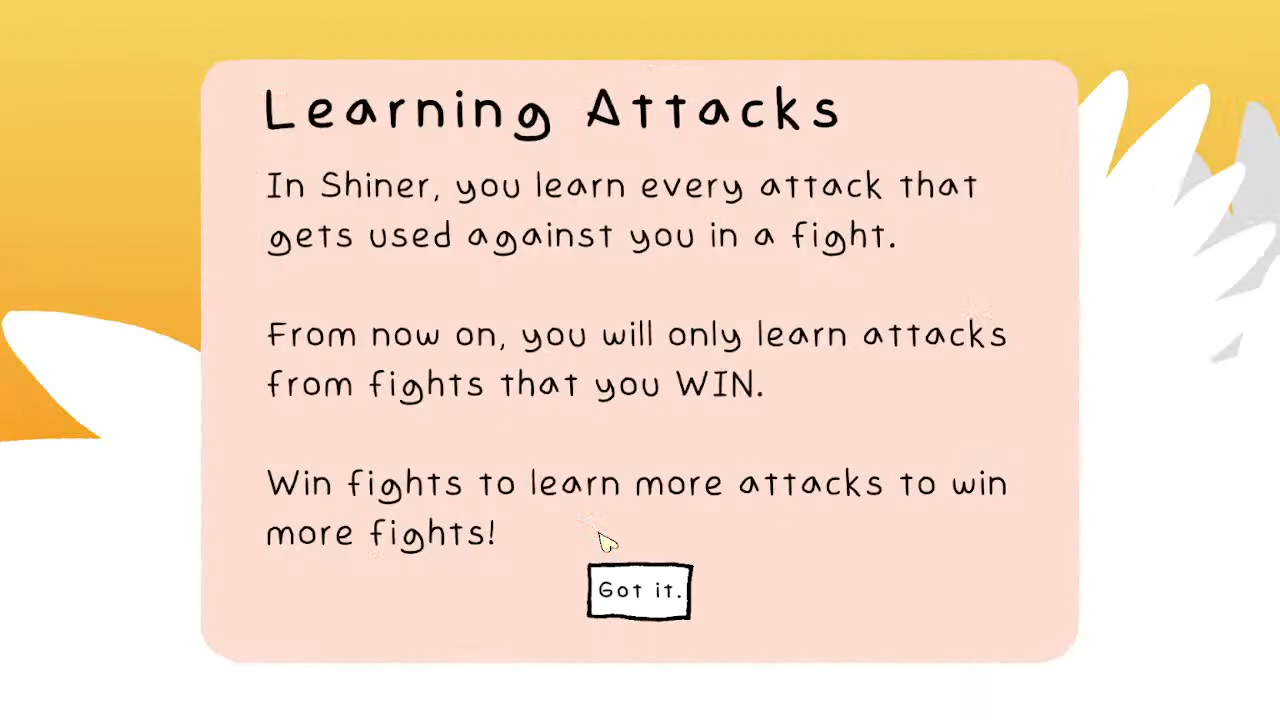 Learning Attacks
In Shiner, you learn every attack that
gets used against you in a fight.
From now on, you will only learn attacks
from fights that you WIN.
Win fights to learn more attacks to win
more fights!
Got it.